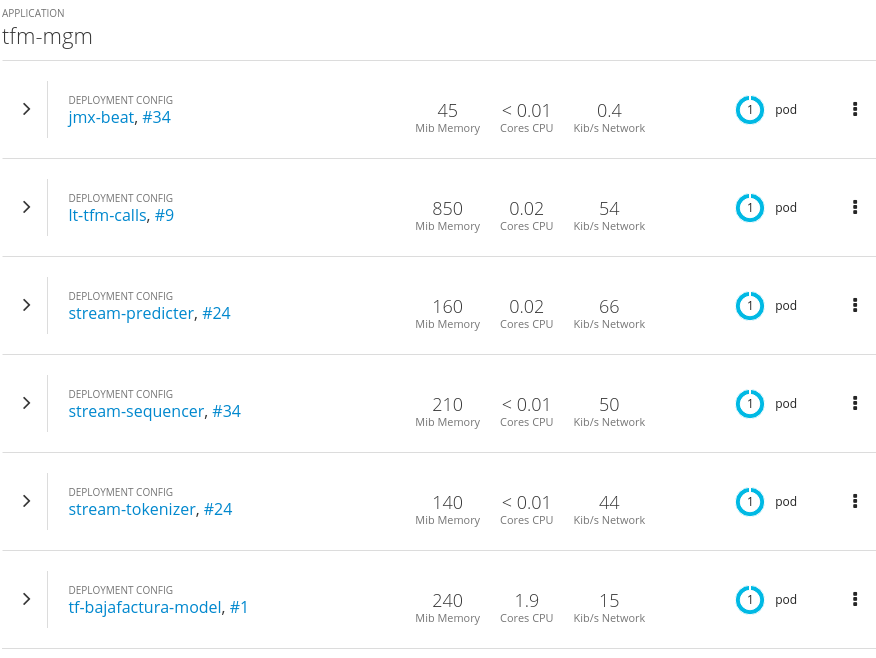 APPLICATION
tfm-mgm
DEPLOYMENT CONFIG
jmx-beat, #34
45 < 0.01 0.4
Mib Memory Cores CPU Kib/s Network
1 pod
DEPLOYMENT CONFIG
lt-tfm-calls, #9
850 0.02 54
Mib Memory Cores CPU Kib/s Network
1 pod
DEPLOYMENT CONFIG
stream-predicter, #24
160 0.02 66
Mib Memory Cores CPU Kib/s Network
1 pod
DEPLOYMENT CONFIG
stream-sequencer, #34
210 < 0.01 50
Mib Memory Cores CPU Kib/s Network
1 pod
DEPLOYMENT CONFIG
stream-tokenizer, #24
140 < 0.01 44
Mib Memory Cores CPU Kib/s Network
1 pod
DEPLOYMENT CONFIG
tf-bajafactura-model, #1
240 1.9 15
Mib Memory Cores CPU Kib/s Network
1 pod